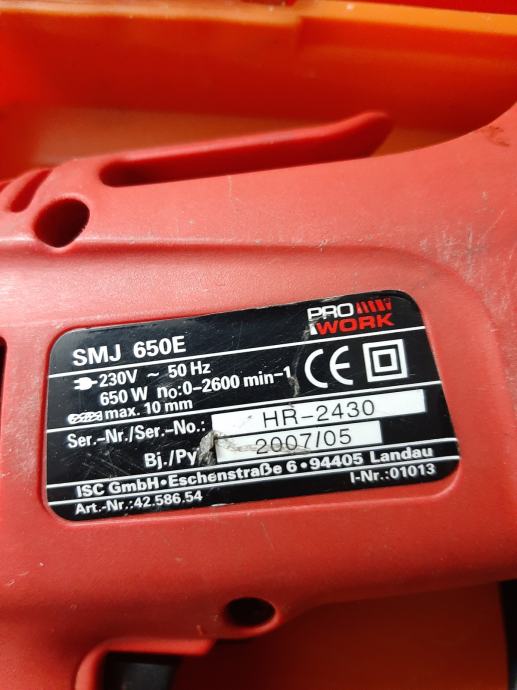 PRO
WORK
SMJ 650E
230V ~ 50 Hz
650 W n₀:0-2600 min-1
max. 10 mm
CE
Ser.-Nr./Ser.-No.: HR-2430
Bj./Py 2007/05
ISC GmbH•Eschenstraße 6•94405 Landau
Art.-Nr.:42.586.54 I-Nr.:01013